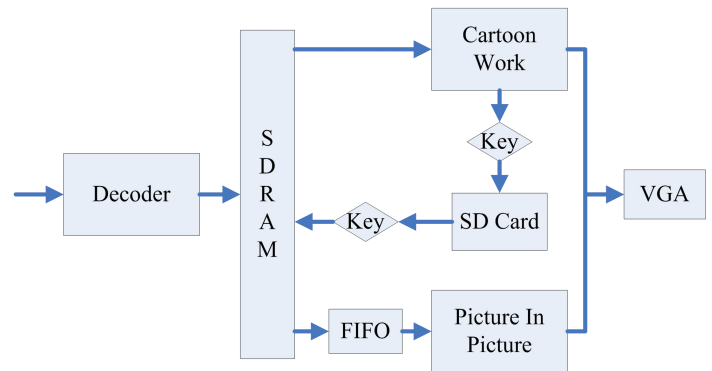 Cartoon
Work
Key
S
D
R
A
M
Decoder
Key
SD Card
VGA
FIFO
Picture In
Picture